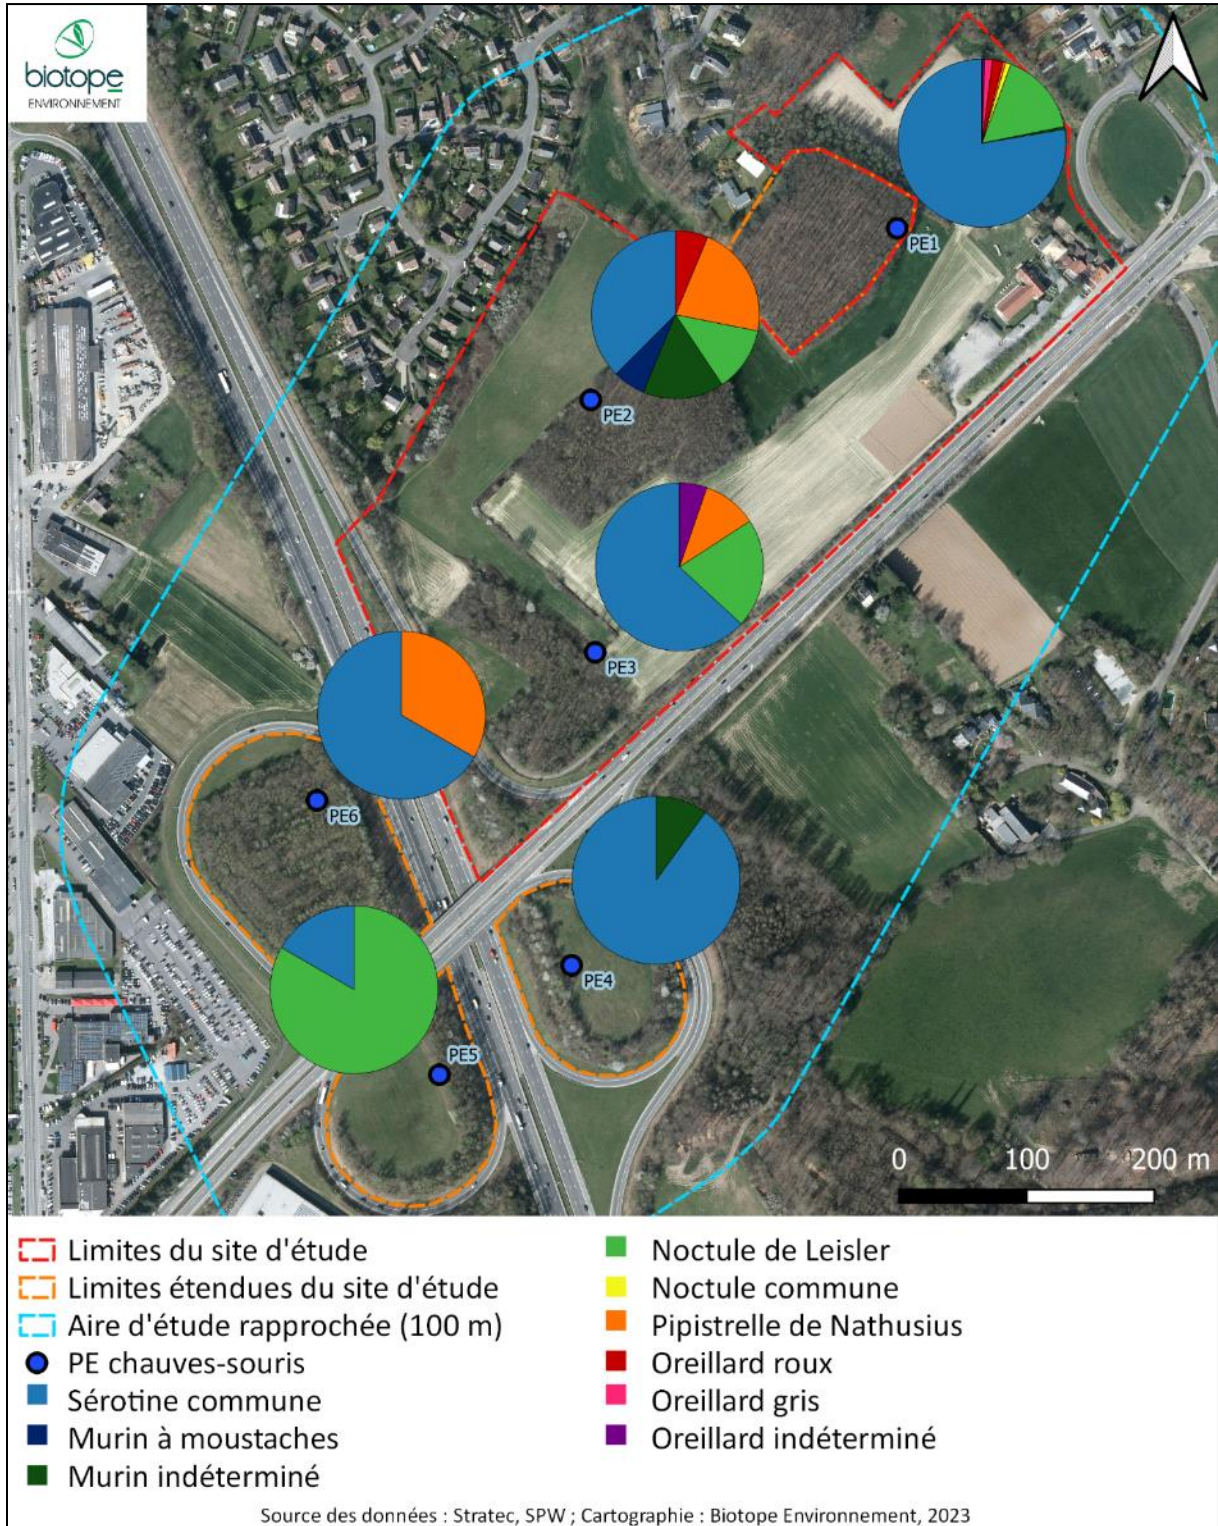 biotope
ENVIRONNEMENT
PE1
PE2
PE3
PE6
PE4
PE5
0 100 200 m
Limites du site d'étude
Limites étendues du site d'étude
Aire d'étude rapprochée (100 m)
PE chauves-souris
Sérotine commune
Murin à moustaches
Murin indéterminé
Noctule de Leisler
Noctule commune
Pipistrelle de Nathusius
Oreillard roux
Oreillard gris
Oreillard indéterminé
Source des données : Stratec, SPW ; Cartographie : Biotope Environnement, 2023